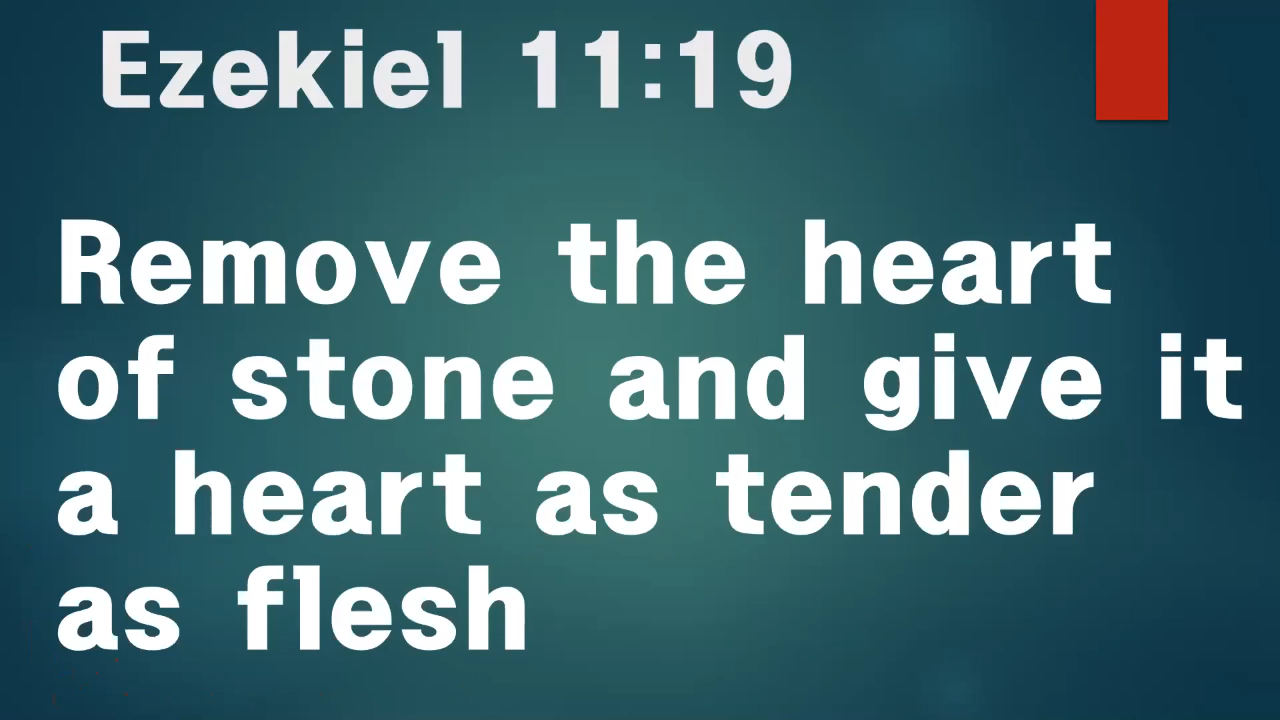 Ezekiel 11:19
Remove the heart
of stone and give it
a heart as tender
as flesh